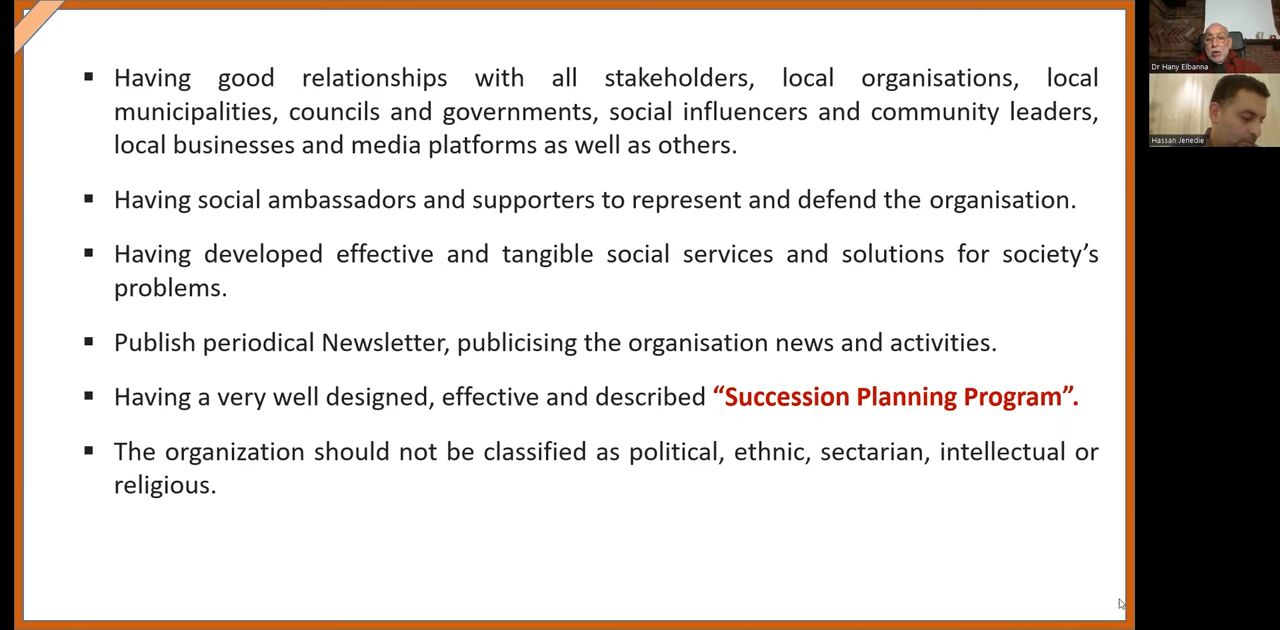 ▪ Having good relationships with all stakeholders, local organisations, local
municipalities, councils and governments, social influencers and community leaders,
local businesses and media platforms as well as others.
▪ Having social ambassadors and supporters to represent and defend the organisation.
▪ Having developed effective and tangible social services and solutions for society’s
problems.
▪ Publish periodical Newsletter, publicising the organisation news and activities.
▪ Having a very well designed, effective and described “Succession Planning Program”.
▪ The organization should not be classified as political, ethnic, sectarian, intellectual or
religious.
Dr Hany Elbanna
Hassan Jenedie